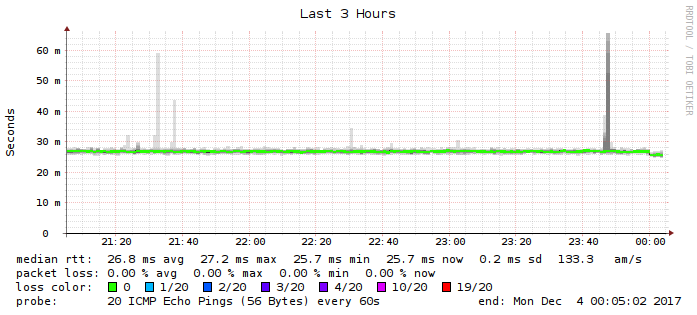 Last 3 Hours
RRDTOOL / TOBI OETIKER
Seconds
60 m
50 m
40 m
30 m
20 m
10 m
0
21:20 21:40 22:00 22:20 22:40 23:00 23:20 23:40 00:00
median rtt: 26.8 ms avg 27.2 ms max 25.7 ms min 25.7 ms now 0.2 ms sd 133.3 am/s
packet loss: 0.00 % avg 0.00 % max 0.00 % min 0.00 % now
loss color: 0 1/20 2/20 3/20 4/20 10/20 19/20
probe: 20 ICMP Echo Pings (56 Bytes) every 60s end: Mon Dec 4 00:05:02 2017